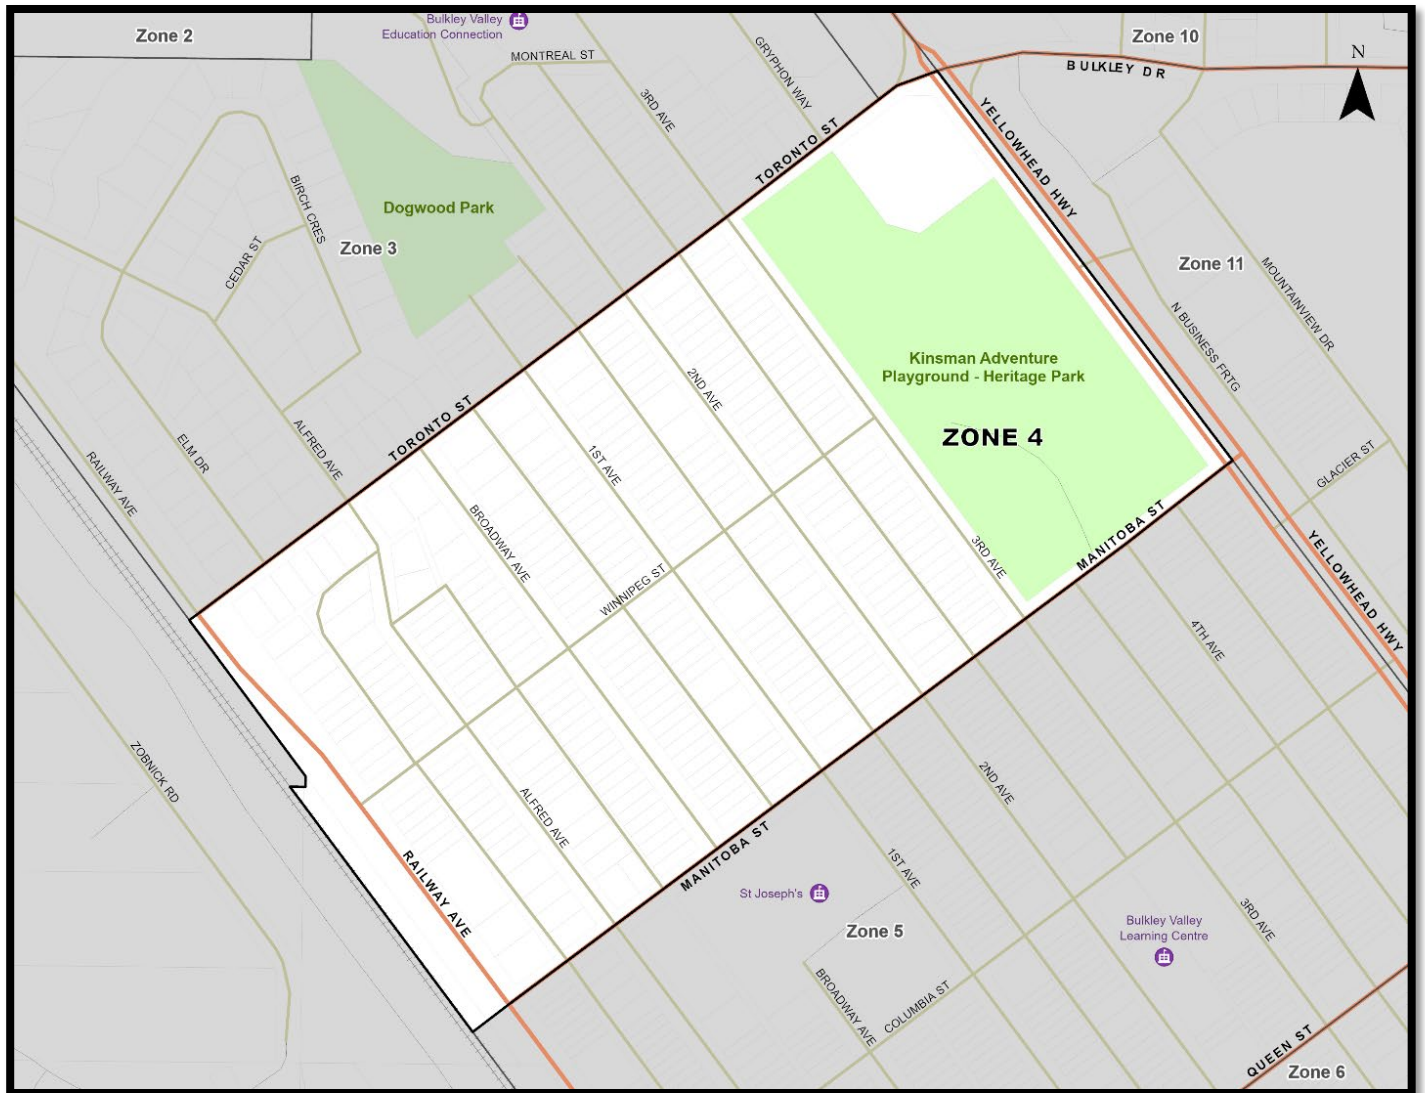 Bulkley Valley
Education Connection
Zone 2
Zone 10
MONTREAL ST
GRYPHON WAY
N
BULKLEY DR
3RD AVE
YELLOWHEAD HWY
TORONTO ST
BIRCH CRES
Dogwood Park
Zone 3
CEDAR ST
Zone 11
MOUNTAINVIEW DR
N BUSINESS FRTG
Kinsman Adventure
Playground - Heritage Park
2ND AVE
ZONE 4
TORONTO ST
ALFRED AVE
ELM DR
RAILWAY AVE
1ST AVE
GLACIER ST
BROADWAY AVE
MANITOBA ST
3RD AVE
YELLOWHEAD HWY
WINNIPEG ST
4TH AVE
ZOBNICK RD
2ND AVE
ALFRED AVE
MANITOBA ST
RAILWAY AVE
1ST AVE
St Joseph's
Zone 5
Bulkley Valley
Learning Centre
3RD AVE
BROADWAY AVE
COLUMBIA ST
QUEEN ST
Zone 6